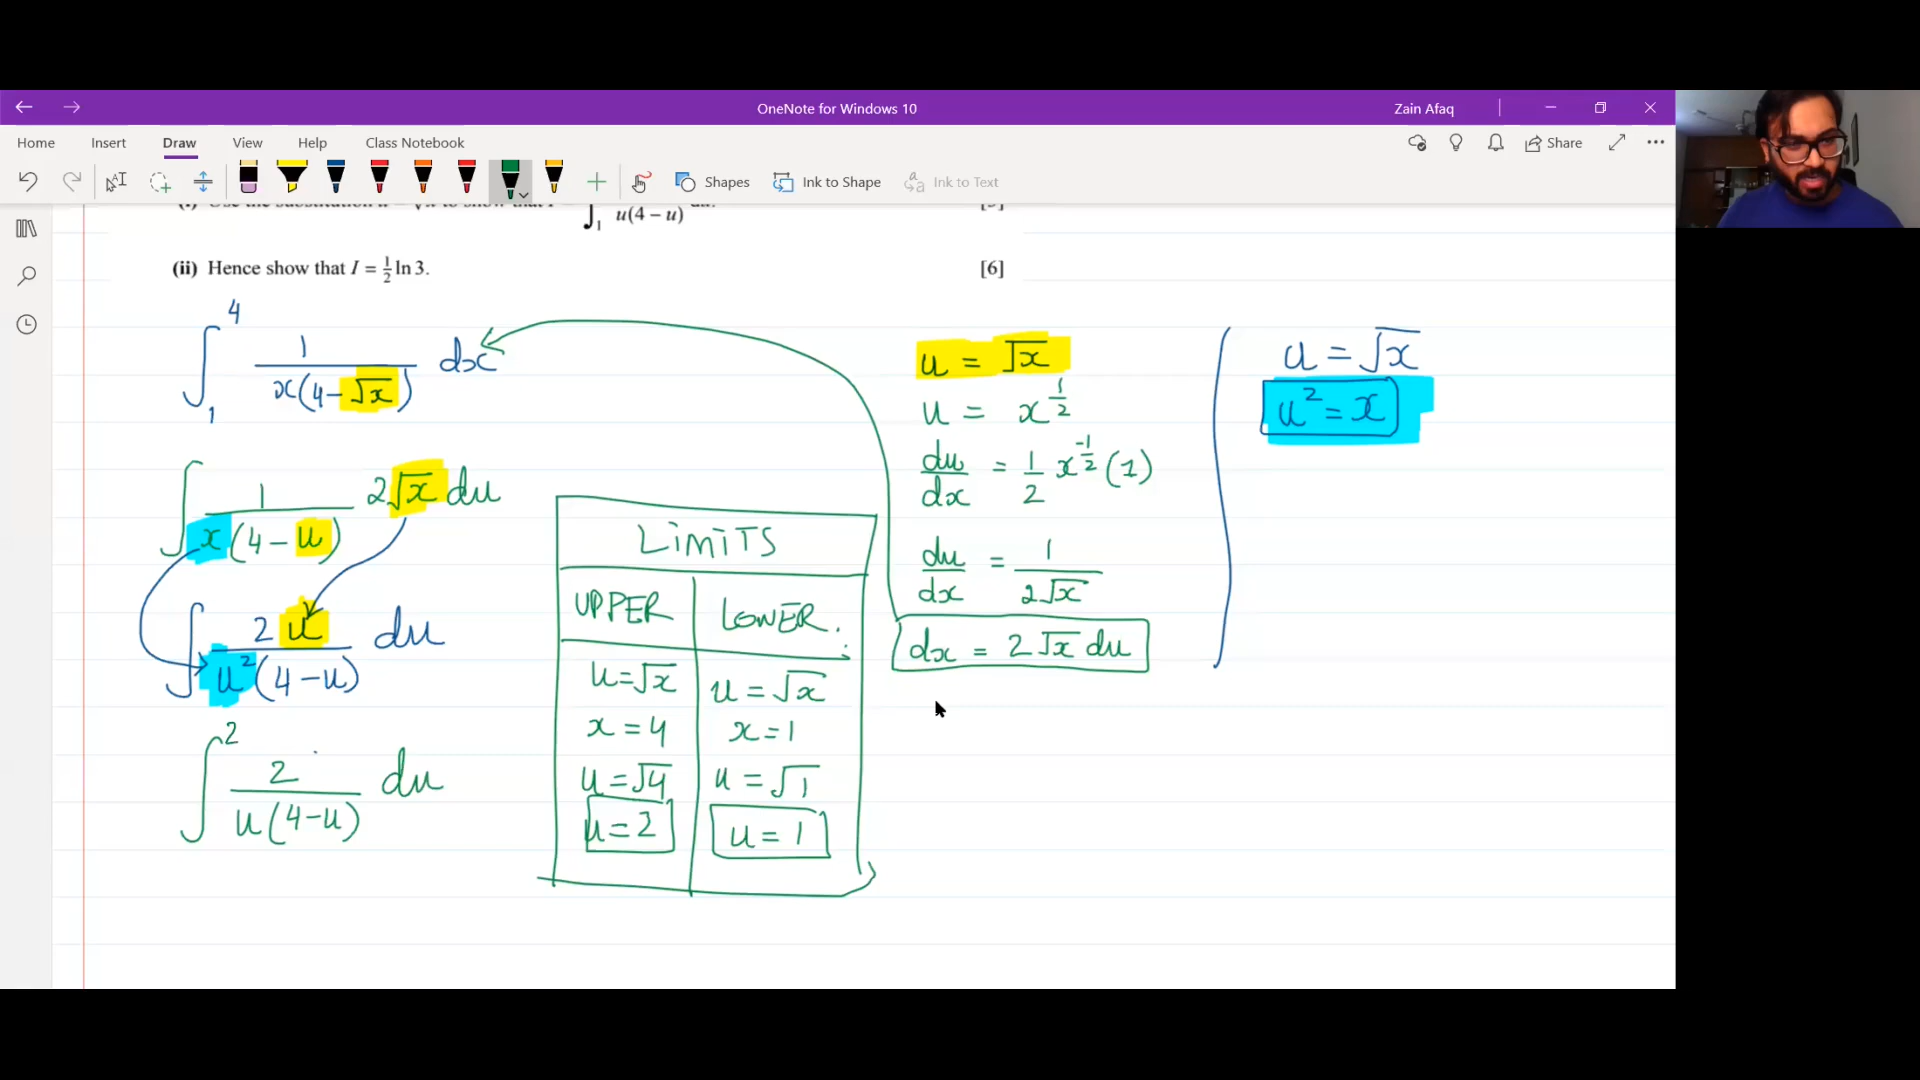 OneNote for Windows 10
Zain Afaq
Home Insert Draw View Help Class Notebook
Share
Shapes Ink to Shape Ink to Text
∫₁ u(4 − u)
(ii) Hence show that I = ½ ln 3. [6]
∫₁⁴ 1/(x(4−√x)) dx
∫ 1/(x(4−u)) 2√x du
∫ 2u/(u²(4−u)) du
∫² 2/(u(4−u)) du
LIMITS
UPPER LOWER
u=√x u=√x
x=4 x=1
u=√4 u=√1
u=2 u=1
u = √x
u = x^(1/2)
du/dx = 1/2 x^(-1/2) (1)
du/dx = 1/(2√x)
dx = 2√x du
u = √x
u² = x